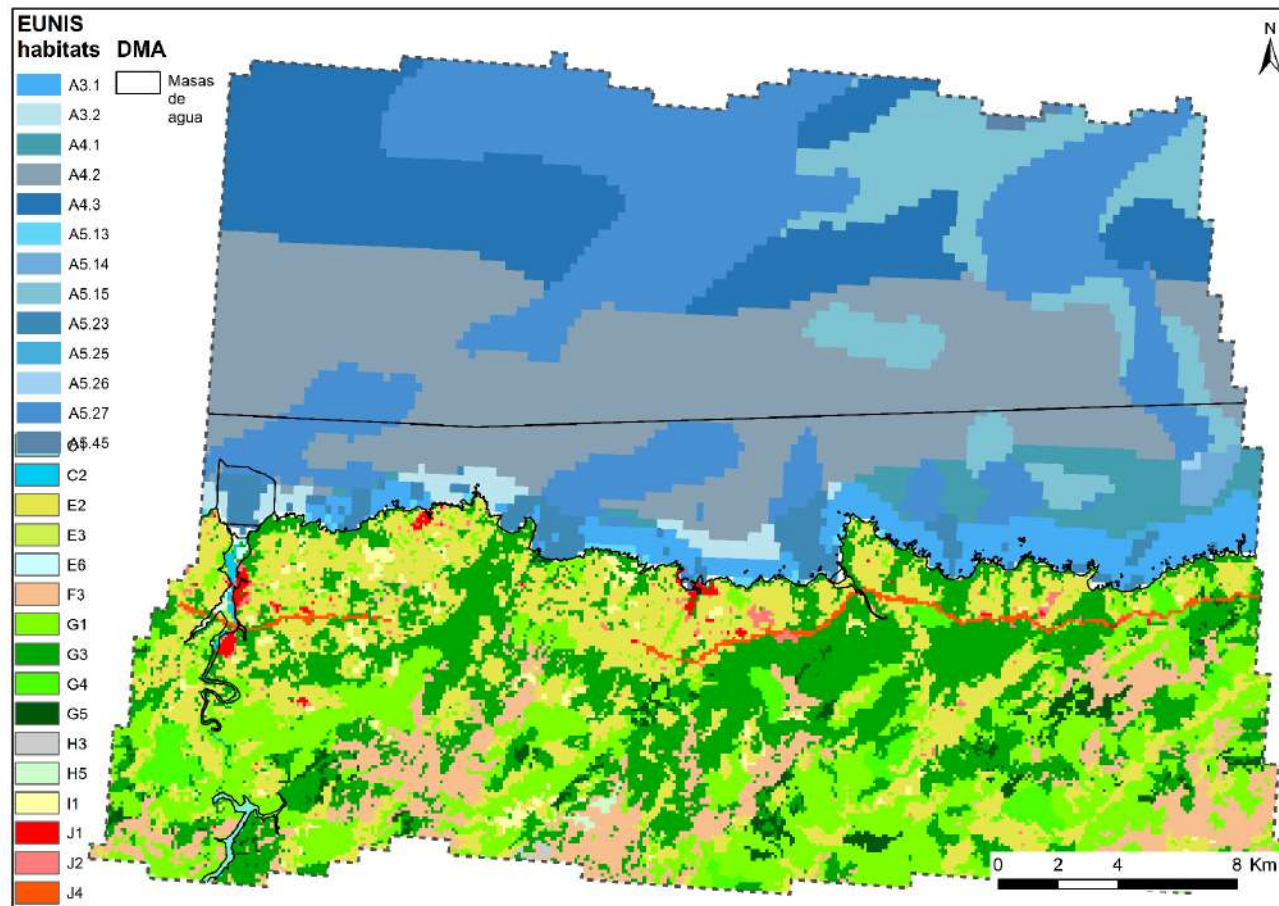 EUNIS
habitats DMA
Masas
de
agua
N
A3.1
A3.2
A4.1
A4.2
A4.3
A5.13
A5.14
A5.15
A5.23
A5.25
A5.26
A5.27
A5.45
C2
E2
E3
E6
F3
G1
G3
G4
G5
H3
H5
I1
J1
J2
J4
0 2 4 8 Km